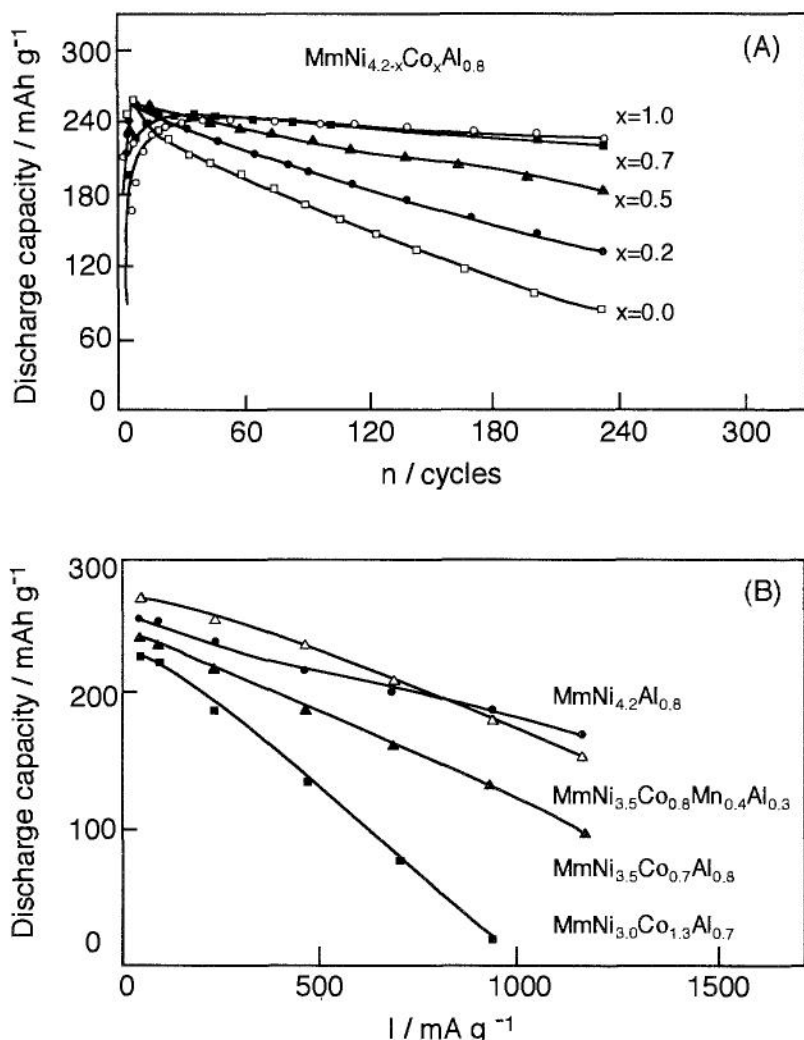 (A)
MmNi4.2-xCoxAl0.8
Discharge capacity / mAh g-1
300
240
180
120
60
0
x=1.0
x=0.7
x=0.5
x=0.2
x=0.0
0 60 120 180 240 300
n / cycles
(B)
Discharge capacity / mAh g-1
300
200
100
0
MmNi4.2Al0.8
MmNi3.5Co0.8Mn0.4Al0.3
MmNi3.5Co0.7Al0.8
MmNi3.0Co1.3Al0.7
0 500 1000 1500
I / mA g-1